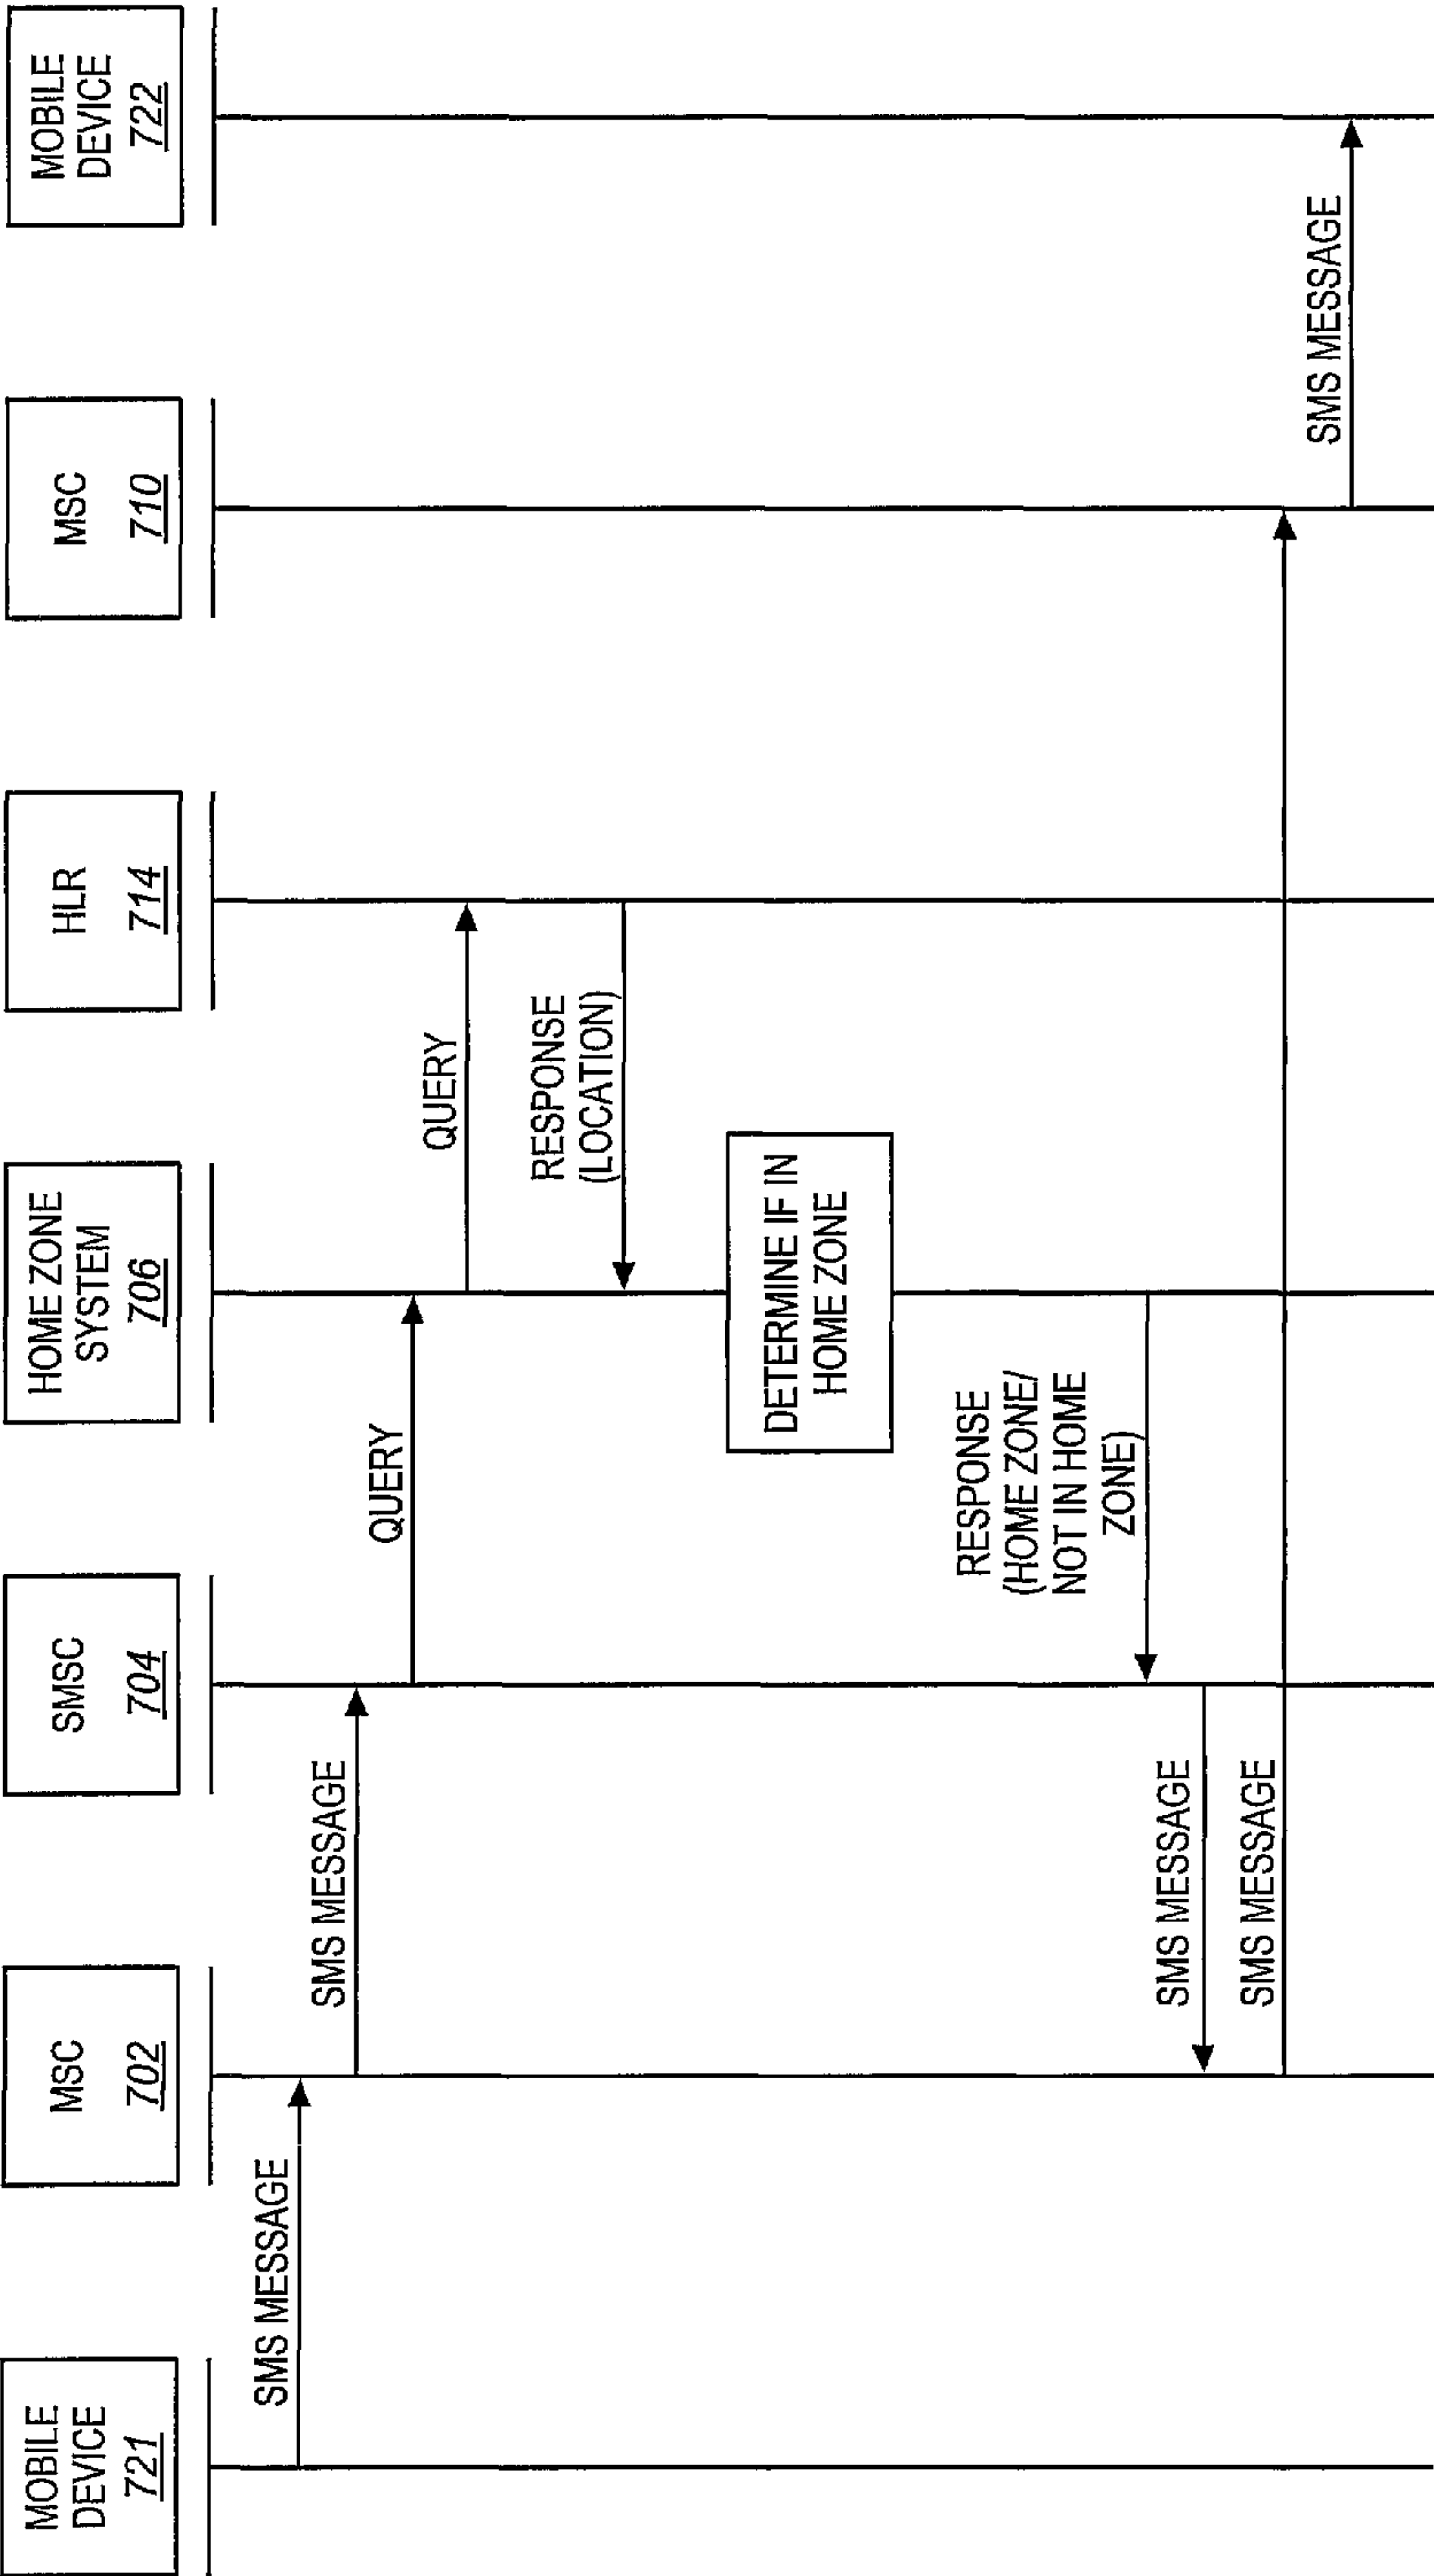 MOBILE
DEVICE
721
MSC
702
SMSC
704
HOME ZONE
SYSTEM
706
HLR
714
MSC
710
MOBILE
DEVICE
722
SMS MESSAGE
SMS MESSAGE
QUERY
QUERY
RESPONSE
(LOCATION)
DETERMINE IF IN
HOME ZONE
RESPONSE
(HOME ZONE/
NOT IN HOME
ZONE)
SMS MESSAGE
SMS MESSAGE
SMS MESSAGE